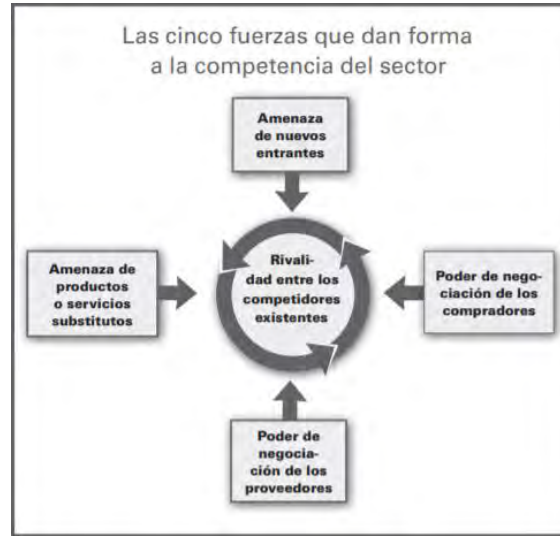 Las cinco fuerzas que dan forma
a la competencia del sector
Amenaza
de nuevos
entrantes
Amenaza de
productos
o servicios
substitutos
Rivali-
dad entre los
competidores
existentes
Poder de nego-
ciación de los
compradores
Poder de
negocia-
ción de los
proveedores